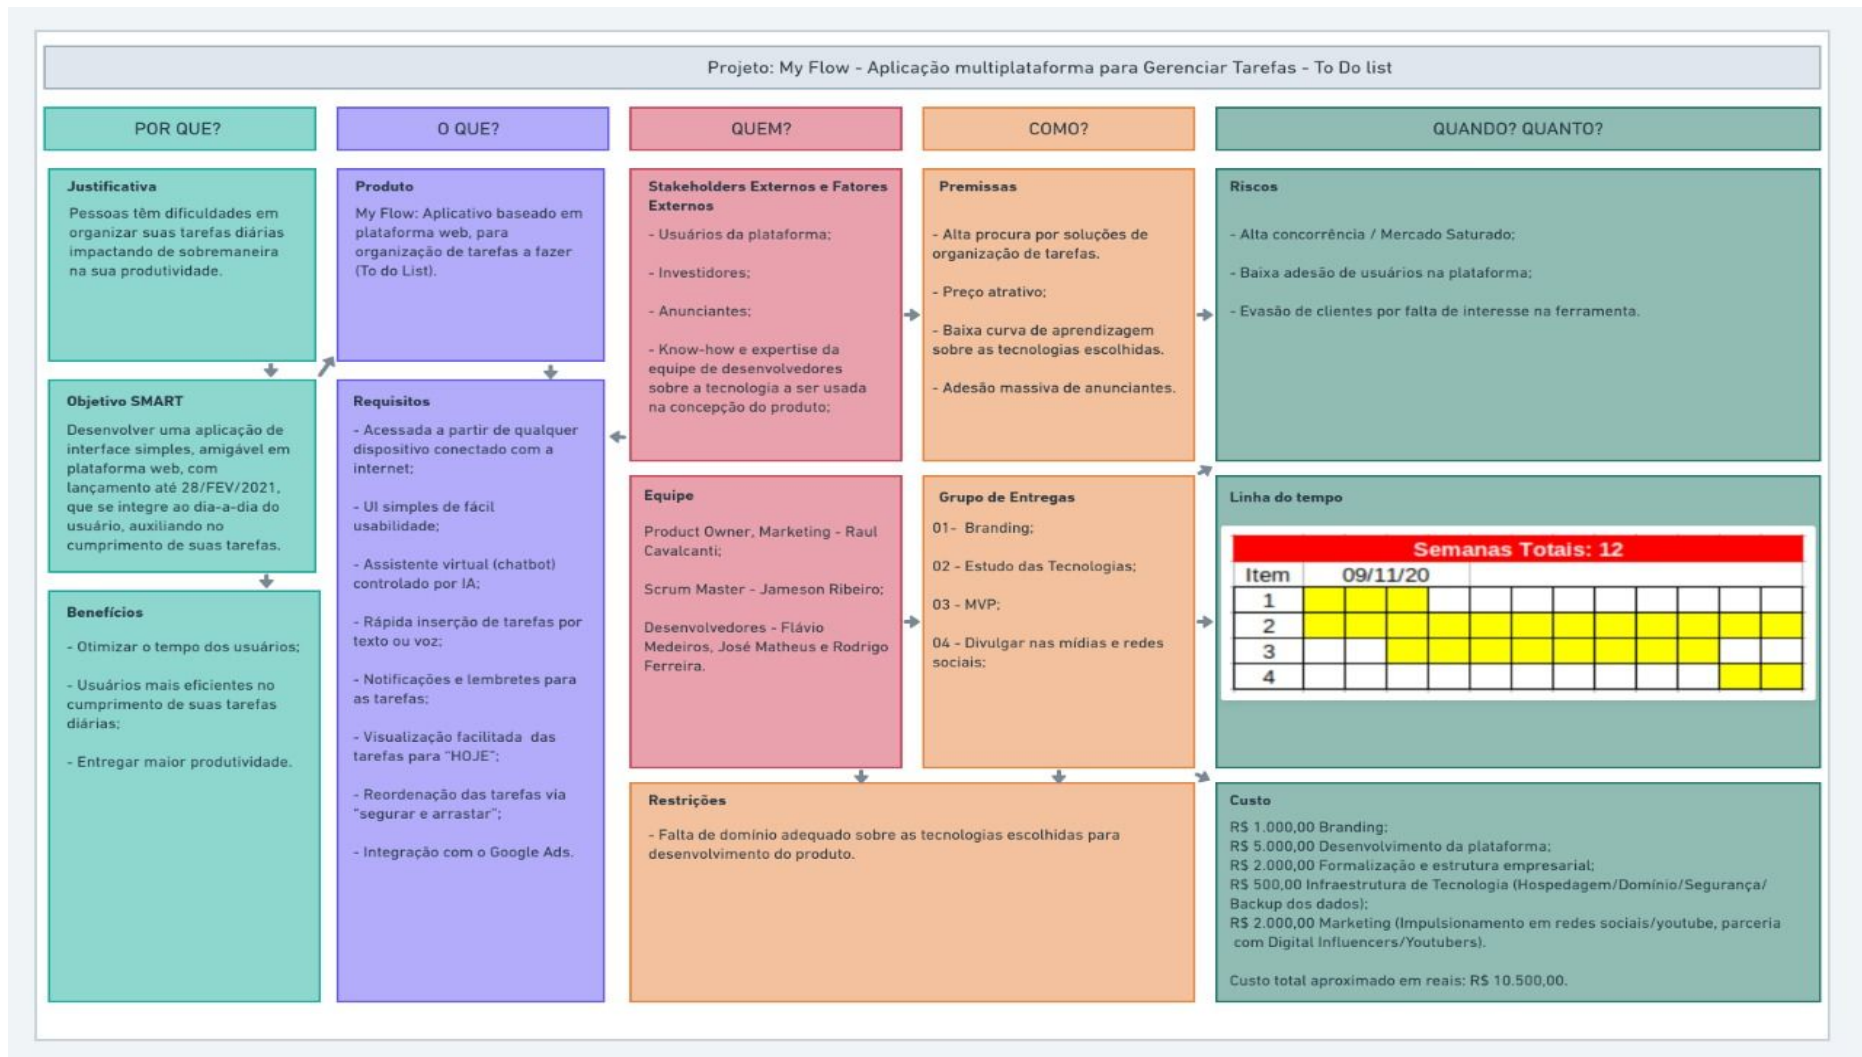 Projeto: My Flow - Aplicação multiplataforma para Gerenciar Tarefas - To Do list
POR QUE?
Justificativa
Pessoas têm dificuldades em
organizar suas tarefas diárias
impactando de sobremaneira
na sua produtividade.
Objetivo SMART
Desenvolver uma aplicação de
interface simples, amigável em
plataforma web, com
lançamento até 28/FEV/2021,
que se integre ao dia-a-dia do
usuário, auxiliando no
cumprimento de suas tarefas.
Benefícios
- Otimizar o tempo dos usuários;
- Usuários mais eficientes no
cumprimento de suas tarefas
diárias;
- Entregar maior produtividade.
O QUE?
Produto
My Flow: Aplicativo baseado em
plataforma web, para
organização de tarefas a fazer
(To do List).
Requisitos
- Acessada a partir de qualquer
dispositivo conectado com a
internet;
- UI simples de fácil
usabilidade;
- Assistente virtual (chatbot)
controlado por IA;
- Rápida inserção de tarefas por
texto ou voz;
- Notificações e lembretes para
as tarefas;
- Visualização facilitada das
tarefas para "HOJE";
- Reordenação das tarefas via
"segurar e arrastar";
- Integração com o Google Ads.
QUEM?
Stakeholders Externos e Fatores
Externos
- Usuários da plataforma;
- Investidores;
- Anunciantes;
- Know-how e expertise da
equipe de desenvolvedores
sobre a tecnologia a ser usada
na concepção do produto;
Equipe
Product Owner, Marketing - Raul
Cavalcanti;
Scrum Master - Jameson Ribeiro;
Desenvolvedores - Flávio
Medeiros, José Matheus e Rodrigo
Ferreira.
COMO?
Premissas
- Alta procura por soluções de
organização de tarefas.
- Preço atrativo;
- Baixa curva de aprendizagem
sobre as tecnologias escolhidas.
- Adesão massiva de anunciantes.
Grupo de Entregas
01- Branding;
02 - Estudo das Tecnologias;
03 - MVP;
04 - Divulgar nas mídias e redes
sociais;
Restrições
- Falta de domínio adequado sobre as tecnologias escolhidas para
desenvolvimento do produto.
QUANDO? QUANTO?
Riscos
- Alta concorrência / Mercado Saturado;
- Baixa adesão de usuários na plataforma;
- Evasão de clientes por falta de interesse na ferramenta.
Linha do tempo
Semanas Totais: 12
Item 09/11/20
1
2
3
4
Custo
R$ 1.000,00 Branding;
R$ 5.000,00 Desenvolvimento da plataforma;
R$ 2.000,00 Formalização e estrutura empresarial;
R$ 500,00 Infraestrutura de Tecnologia (Hospedagem/Domínio/Segurança/
Backup dos dados);
R$ 2.000,00 Marketing (Impulsionamento em redes sociais/youtube, parceria
com Digital Influencers/Youtubers).
Custo total aproximado em reais: R$ 10.500,00.